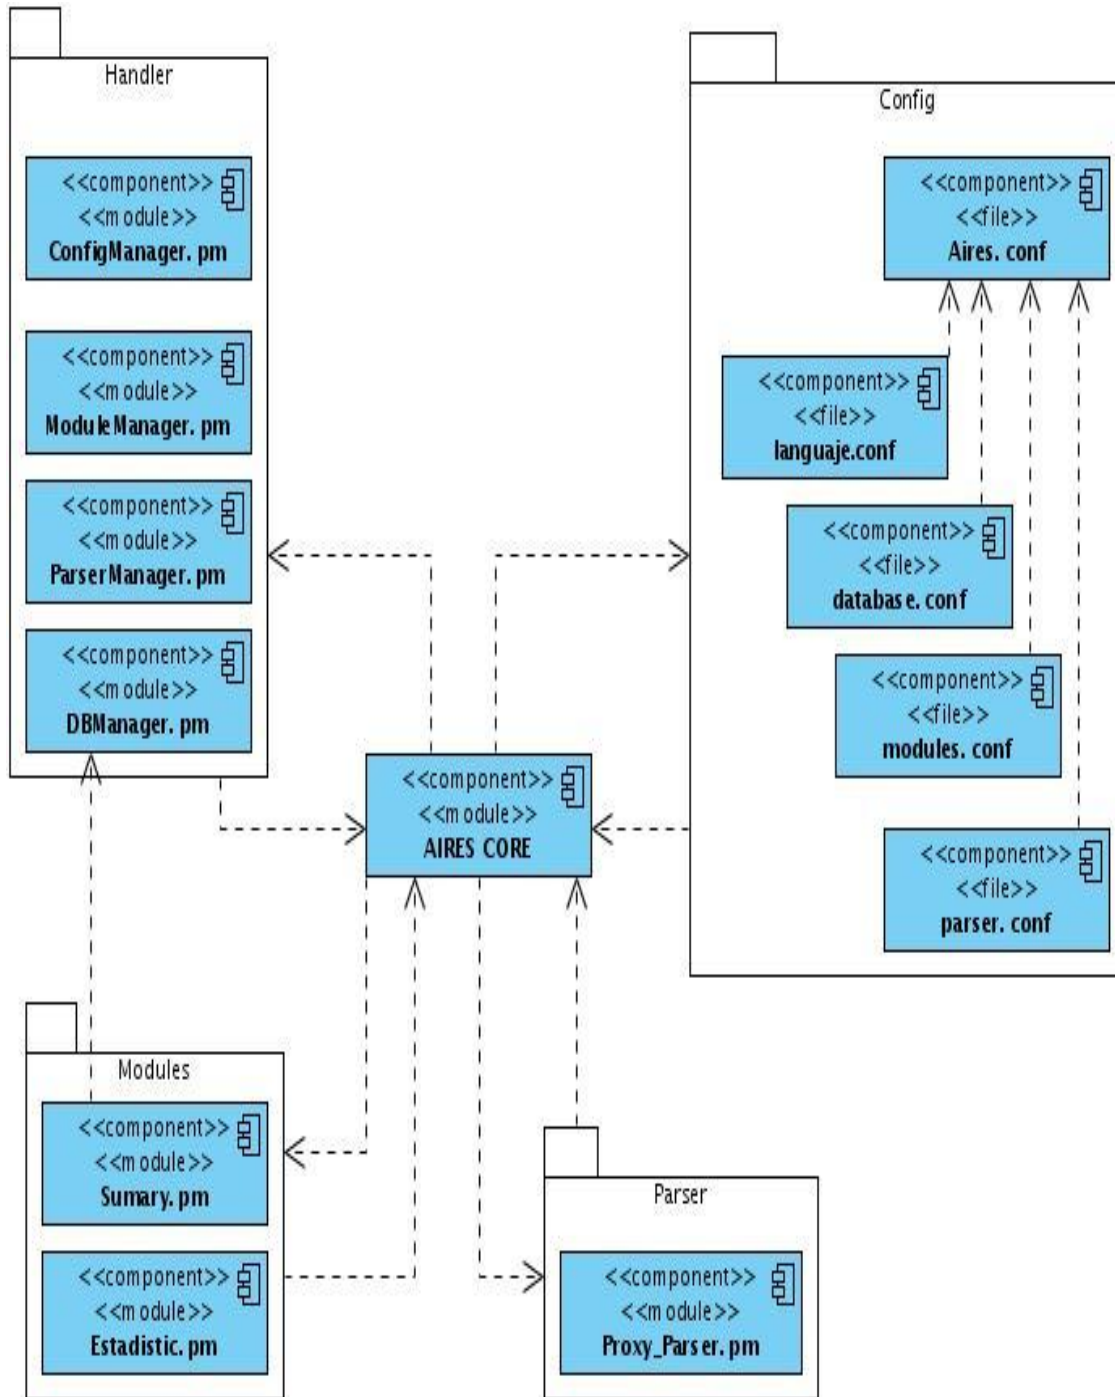 Handler
<<component>>
<<module>>
ConfigManager.pm
<<component>>
<<module>>
ModuleManager.pm
<<component>>
<<module>>
ParserManager.pm
<<component>>
<<module>>
DBManager.pm
Config
<<component>>
<<file>>
Aires.conf
<<component>>
<<file>>
languaje.conf
<<component>>
<<file>>
database.conf
<<component>>
<<file>>
modules.conf
<<component>>
<<file>>
parser.conf
<<component>>
<<module>>
AIRES CORE
Modules
<<component>>
<<module>>
Sumary.pm
<<component>>
<<module>>
Estadistic.pm
Parser
<<component>>
<<module>>
Proxy_Parser.pm